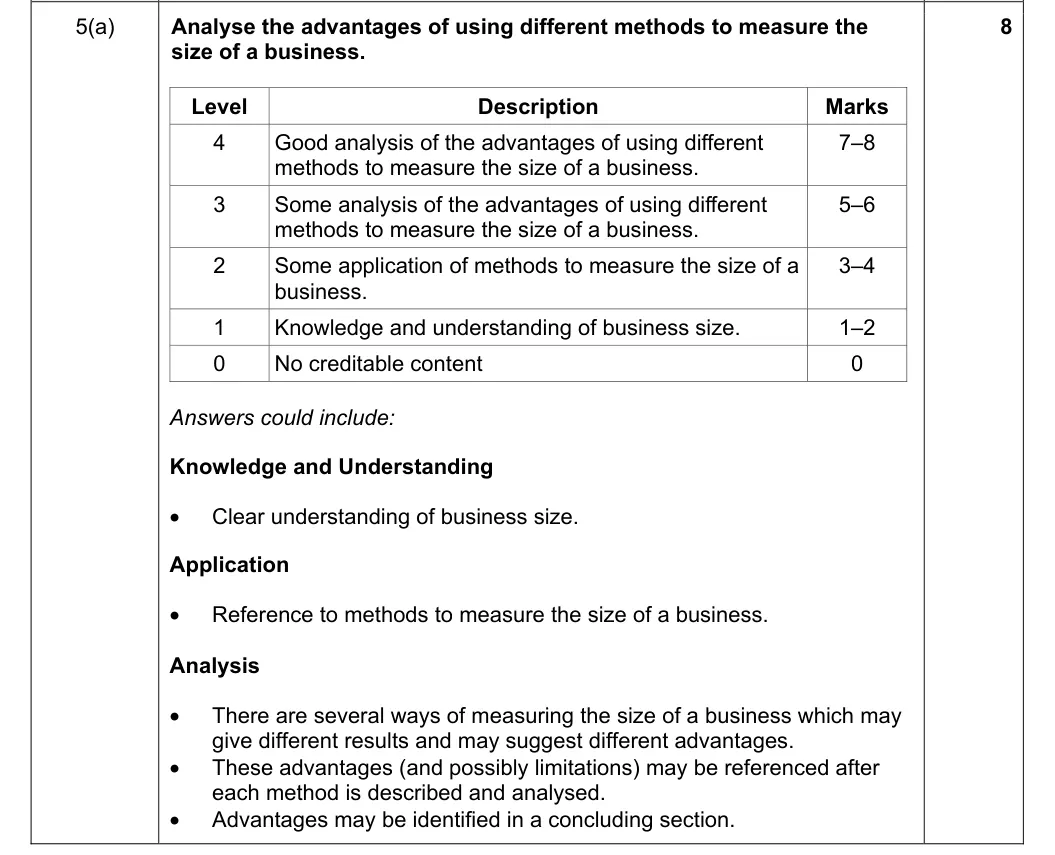 5(a)
Analyse the advantages of using different methods to measure the
size of a business.
8
Level Description Marks
4 Good analysis of the advantages of using different 7–8
methods to measure the size of a business.
3 Some analysis of the advantages of using different 5–6
methods to measure the size of a business.
2 Some application of methods to measure the size of a 3–4
business.
1 Knowledge and understanding of business size. 1–2
0 No creditable content 0
Answers could include:
Knowledge and Understanding
• Clear understanding of business size.
Application
• Reference to methods to measure the size of a business.
Analysis
• There are several ways of measuring the size of a business which may
give different results and may suggest different advantages.
• These advantages (and possibly limitations) may be referenced after
each method is described and analysed.
• Advantages may be identified in a concluding section.